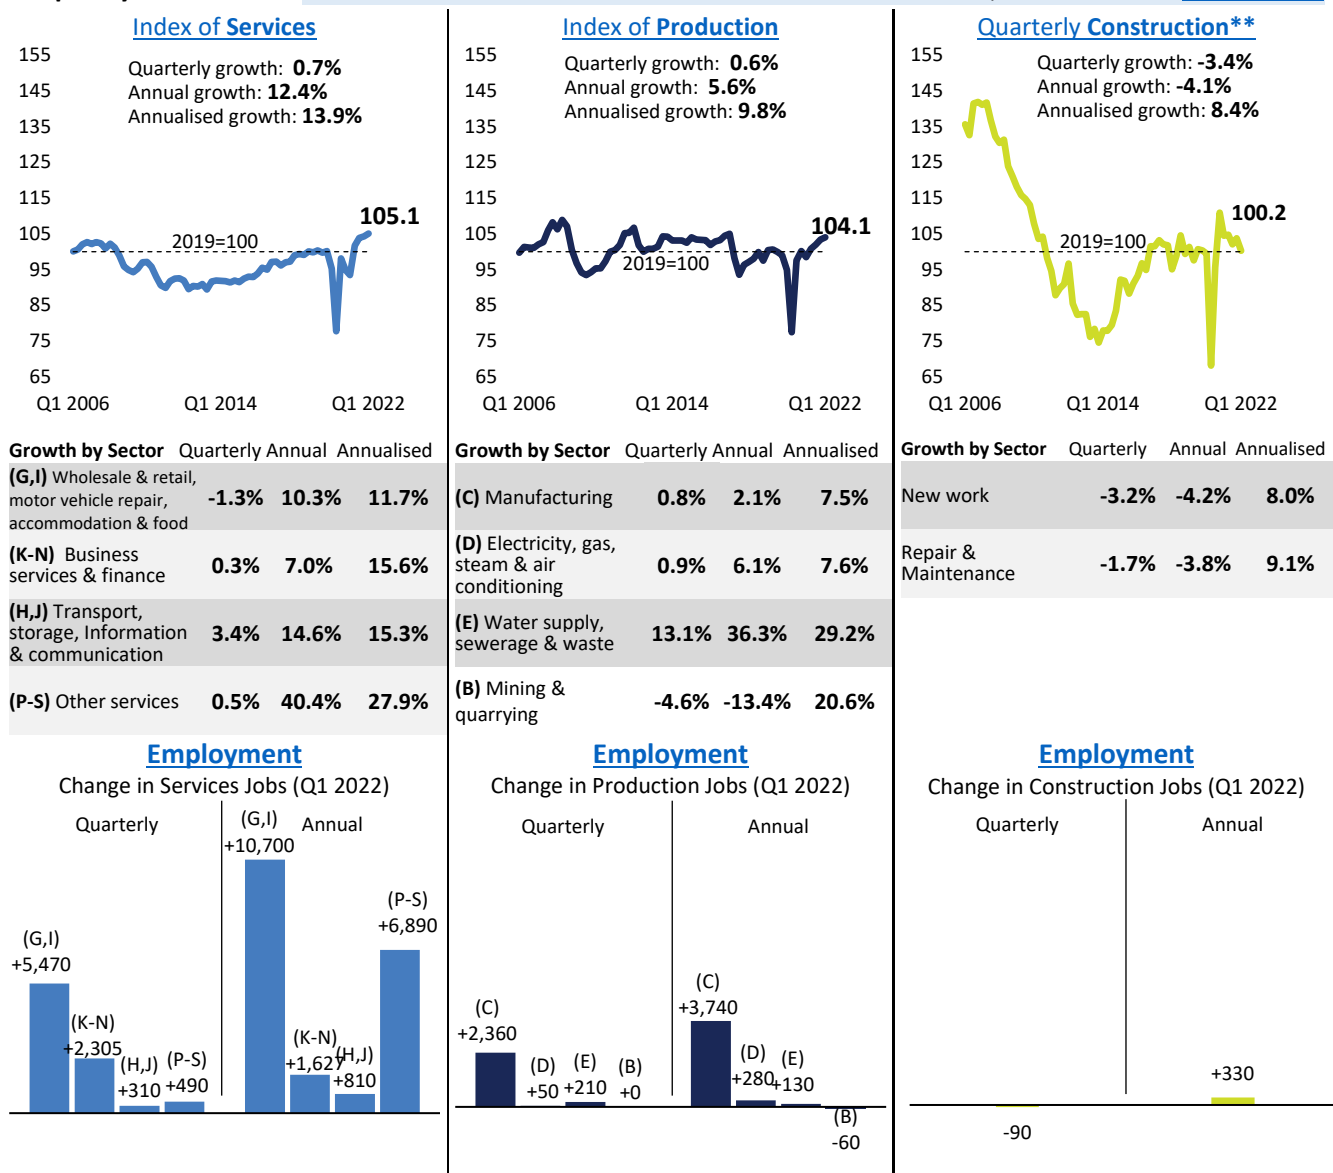 Index of Services
155
145
135
125
115
105
95
85
75
65
Quarterly growth: 0.7%
Annual growth: 12.4%
Annualised growth: 13.9%
105.1
2019=100
Q1 2006 Q1 2014 Q1 2022
Growth by Sector Quarterly Annual Annualised
(G,I) Wholesale & retail,
motor vehicle repair,
accommodation & food
-1.3% 10.3% 11.7%
(K-N) Business
services & finance
0.3% 7.0% 15.6%
(H,J) Transport,
storage, Information
& communication
3.4% 14.6% 15.3%
(P-S) Other services 0.5% 40.4% 27.9%
Employment
Change in Services Jobs (Q1 2022)
Quarterly
(G,I)
+5,470
(K-N)
+2,305
(H,J)
+310
(P-S)
+490
Annual
(G,I)
+10,700
(K-N)
+1,627
(H,J)
+810
(P-S)
+6,890
Index of Production
155
145
135
125
115
105
95
85
75
65
Quarterly growth: 0.6%
Annual growth: 5.6%
Annualised growth: 9.8%
104.1
2019=100
Q1 2006 Q1 2014 Q1 2022
Growth by Sector Quarterly Annual Annualised
(C) Manufacturing 0.8% 2.1% 7.5%
(D) Electricity, gas,
steam & air
conditioning
0.9% 6.1% 7.6%
(E) Water supply,
sewerage & waste
13.1% 36.3% 29.2%
(B) Mining &
quarrying
-4.6% -13.4% 20.6%
Employment
Change in Production Jobs (Q1 2022)
Quarterly
(C)
+2,360
(D)
+50
(E)
+210
(B)
+0
Annual
(C)
+3,740
(D)
+280
(E)
+130
(B)
-60
Quarterly Construction**
155
145
135
125
115
105
95
85
75
65
Quarterly growth: -3.4%
Annual growth: -4.1%
Annualised growth: 8.4%
100.2
2019=100
Q1 2006 Q1 2014 Q1 2022
Growth by Sector Quarterly Annual Annualised
New work -3.2% -4.2% 8.0%
Repair &
Maintenance
-1.7% -3.8% 9.1%
Employment
Change in Construction Jobs (Q1 2022)
Quarterly
-90
Annual
+330